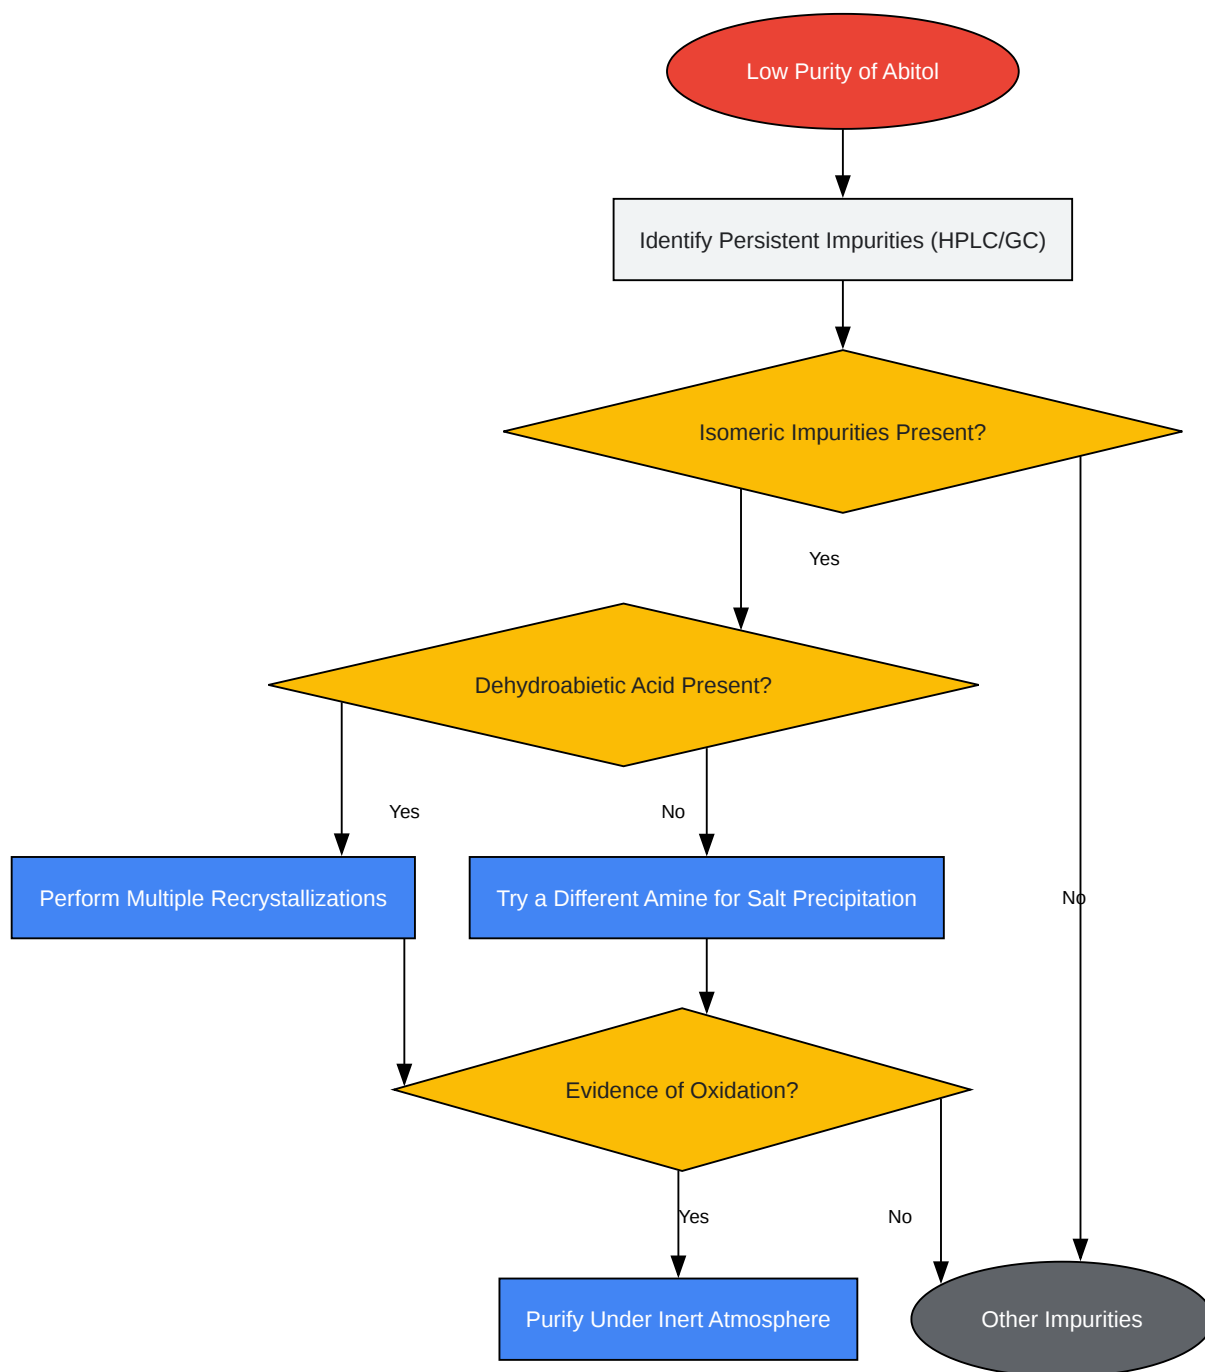 Low Purity of Abitol
Identify Persistent Impurities (HPLC/GC)
Isomeric Impurities Present?
Yes
Dehydroabietic Acid Present?
Yes
No
Perform Multiple Recrystallizations
Try a Different Amine for Salt Precipitation
No
Evidence of Oxidation?
Yes
No
Purify Under Inert Atmosphere
Other Impurities